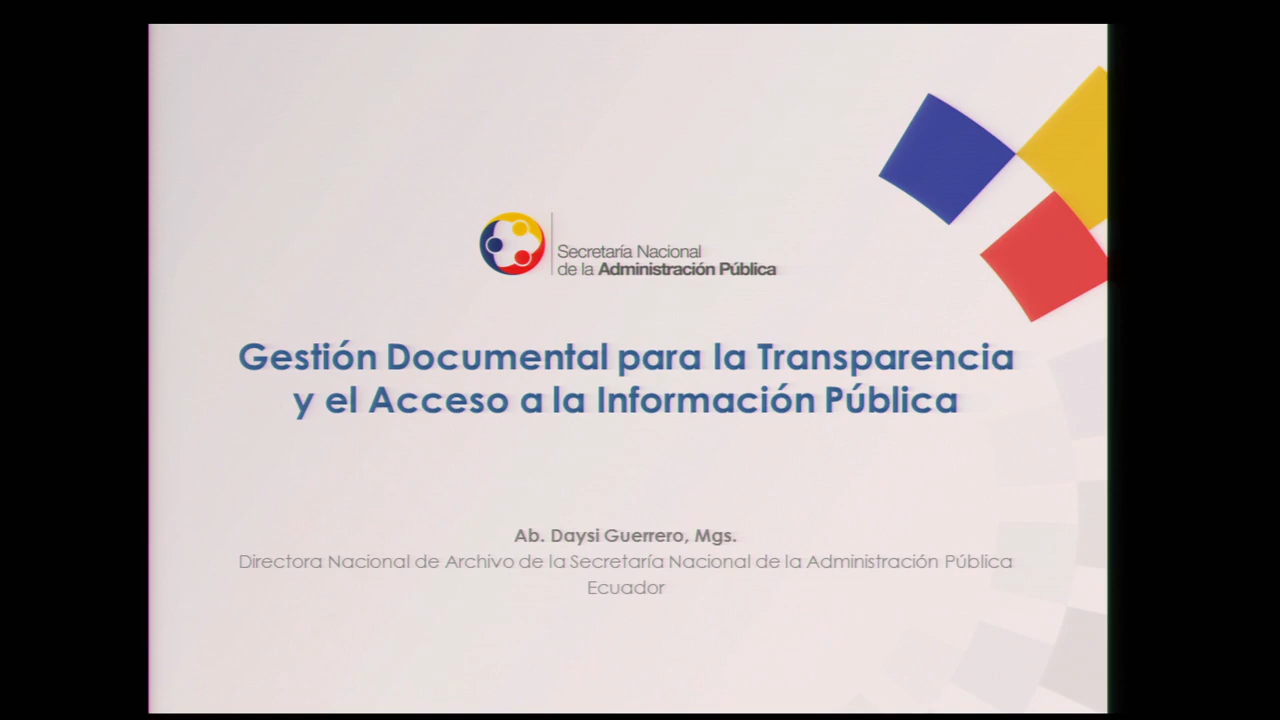 Secretaría Nacional
de la Administración Pública
Gestión Documental para la Transparencia
y el Acceso a la Información Pública
Ab. Daysi Guerrero, Mgs.
Directora Nacional de Archivo de la Secretaría Nacional de la Administración Pública
Ecuador